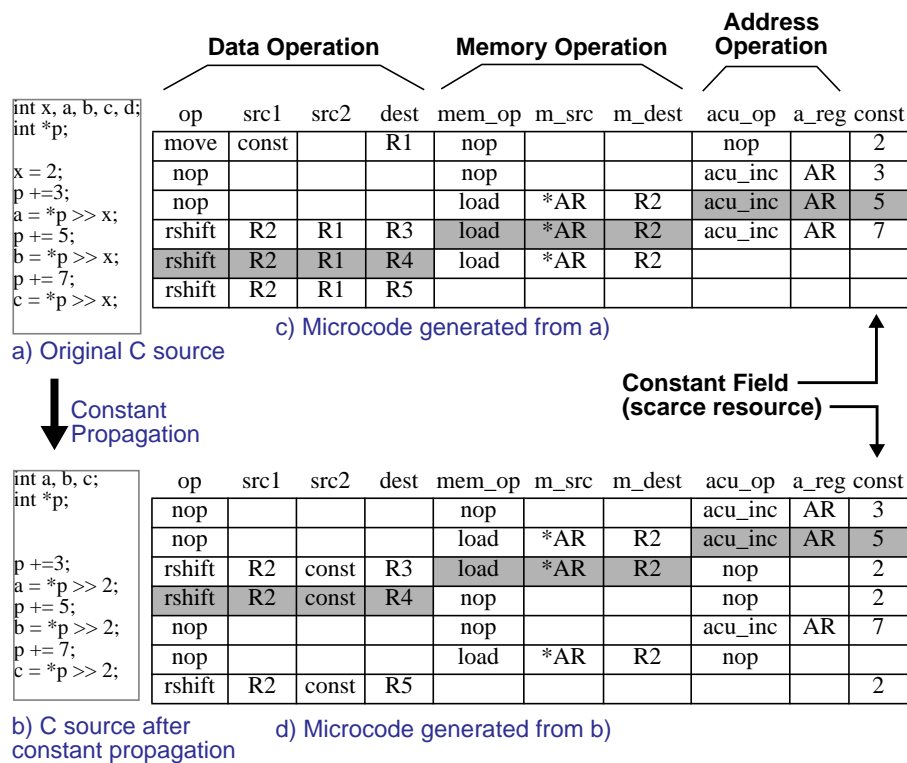 Data Operation Memory Operation Address Operation
int x, a, b, c, d;
int *p;
x = 2;
p +=3;
a = *p >> x;
p += 5;
b = *p >> x;
p += 7;
c = *p >> x;
op src1 src2 dest mem_op m_src m_dest acu_op a_reg const
move const R1 nop nop 2
nop nop acu_inc AR 3
nop load *AR R2 acu_inc AR 5
rshift R2 R1 R3 load *AR R2 acu_inc AR 7
rshift R2 R1 R4 load *AR R2
rshift R2 R1 R5
c) Microcode generated from a)
a) Original C source
Constant Field
(scarce resource)
Constant
Propagation
int a, b, c;
int *p;
p +=3;
a = *p >> 2;
p += 5;
b = *p >> 2;
p += 7;
c = *p >> 2;
op src1 src2 dest mem_op m_src m_dest acu_op a_reg const
nop nop acu_inc AR 3
nop load *AR R2 acu_inc AR 5
rshift R2 const R3 load *AR R2 nop 2
rshift R2 const R4 nop nop 2
nop nop acu_inc AR 7
nop load *AR R2 nop
rshift R2 const R5 2
b) C source after
constant propagation
d) Microcode generated from b)